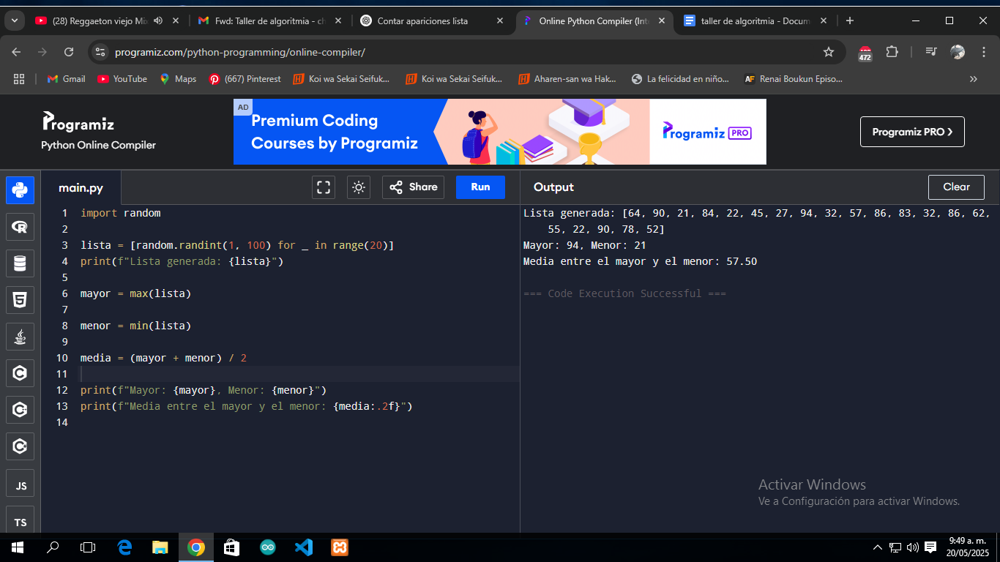 (28) Reggaeton viejo Mix
Fwd: Taller de algoritmia - ch
Contar apariciones lista
Online Python Compiler (Int
taller de algoritmia - Docum
programiz.com/python-programming/online-compiler/
472
Gmail
YouTube
Maps
(667) Pinterest
Koi wa Sekai Seifuk...
Koi wa Sekai Seifuk...
Aharen-san wa Hak...
La felicidad en niño...
AF
Renai Boukun Episo...
Programiz
Python Online Compiler
AD
Premium Coding
Courses by Programiz
Programiz PRO
Programiz PRO ❯
main.py
Share
Run
Output
Clear
1 import random
2
3 lista = [random.randint(1, 100) for _ in range(20)]
4 print(f"Lista generada: {lista}")
5
6 mayor = max(lista)
7
8 menor = min(lista)
9
10 media = (mayor + menor) / 2
11
12 print(f"Mayor: {mayor}, Menor: {menor}")
13 print(f"Media entre el mayor y el menor: {media:.2f}")
14
Lista generada: [64, 90, 21, 84, 22, 45, 27, 94, 32, 57, 86, 83, 32, 86, 62,
55, 22, 90, 78, 52]
Mayor: 94, Menor: 21
Media entre el mayor y el menor: 57.50
=== Code Execution Successful ===
JS
TS
Activar Windows
Ve a Configuración para activar Windows.
9:49 a. m.
20/05/2025